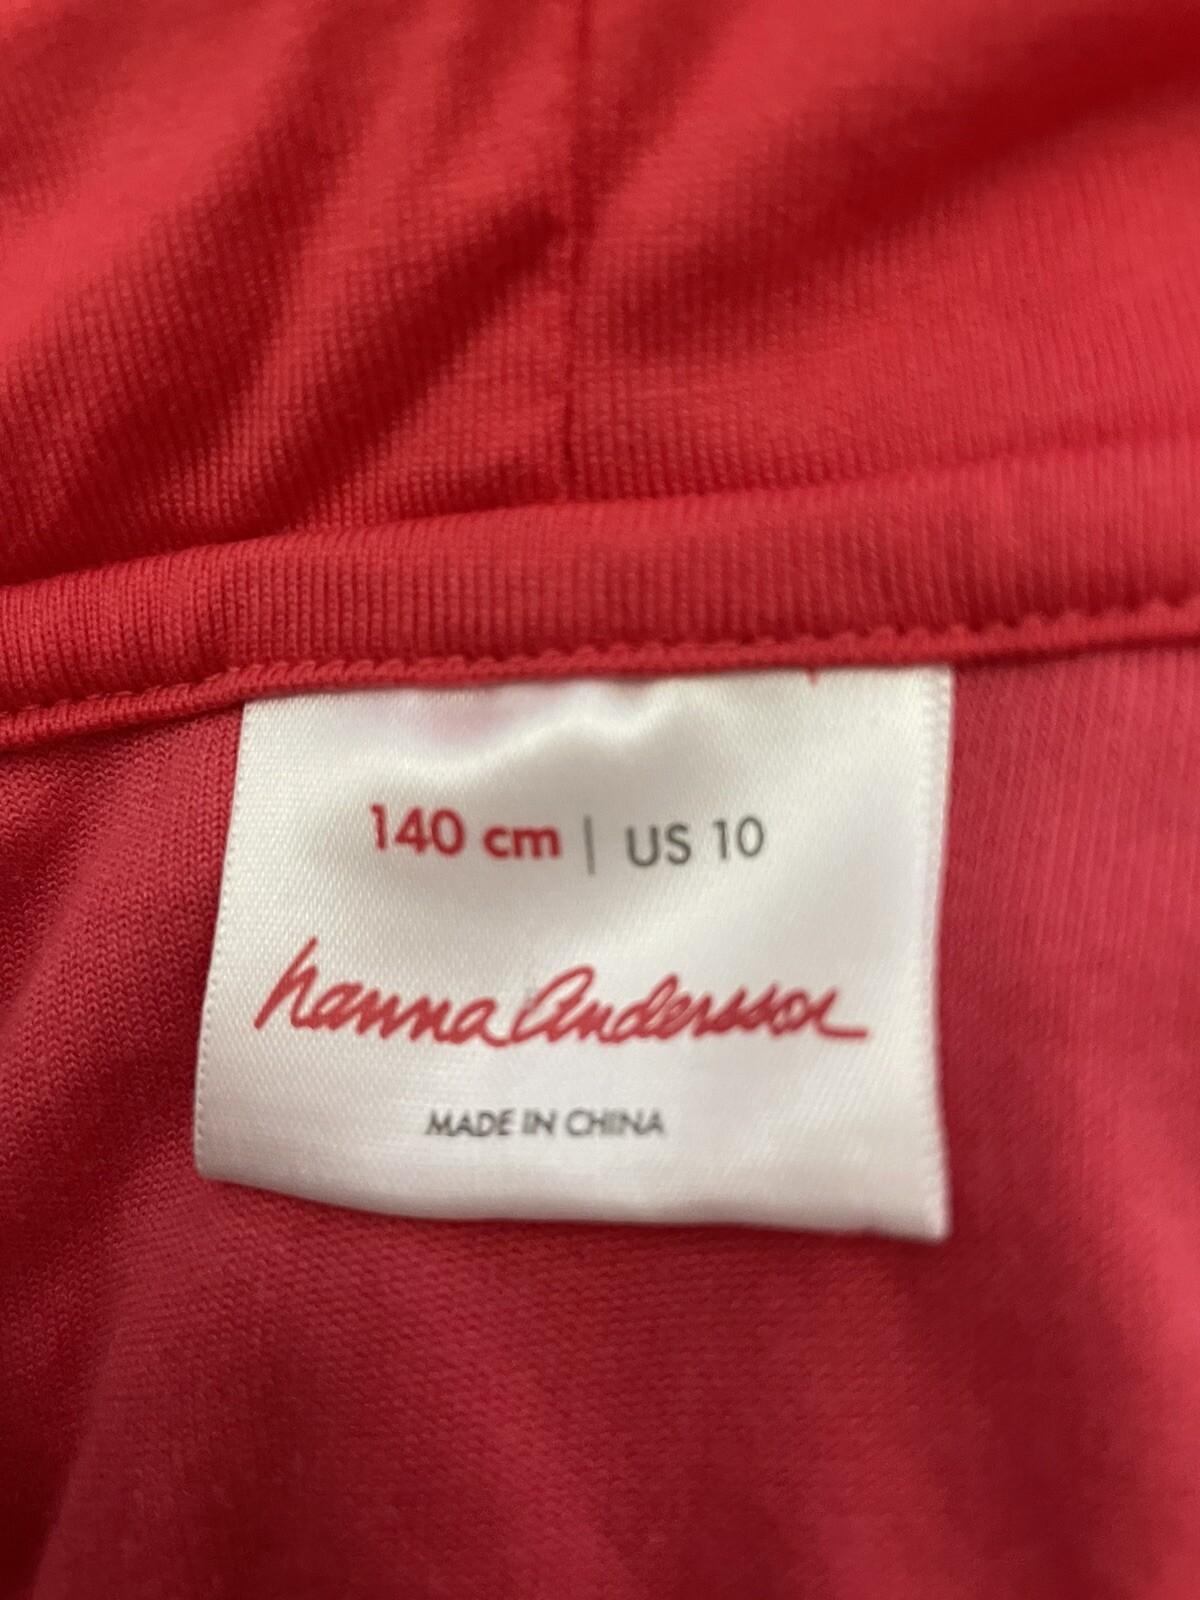 140 cm | US 10
hanna Andersson
MADE IN CHINA